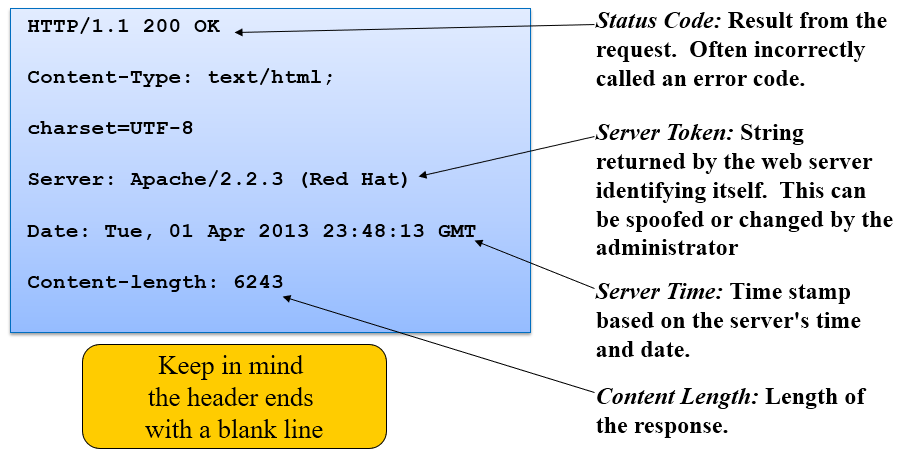 HTTP/1.1 200 OK
Content-Type: text/html;
charset=UTF-8
Server: Apache/2.2.3 (Red Hat)
Date: Tue, 01 Apr 2013 23:48:13 GMT
Content-length: 6243
Keep in mind
the header ends
with a blank line
Status Code: Result from the
request.  Often incorrectly
called an error code.
Server Token: String
returned by the web server
identifying itself.  This can
be spoofed or changed by the
administrator
Server Time: Time stamp
based on the server's time
and date.
Content Length: Length of
the response.